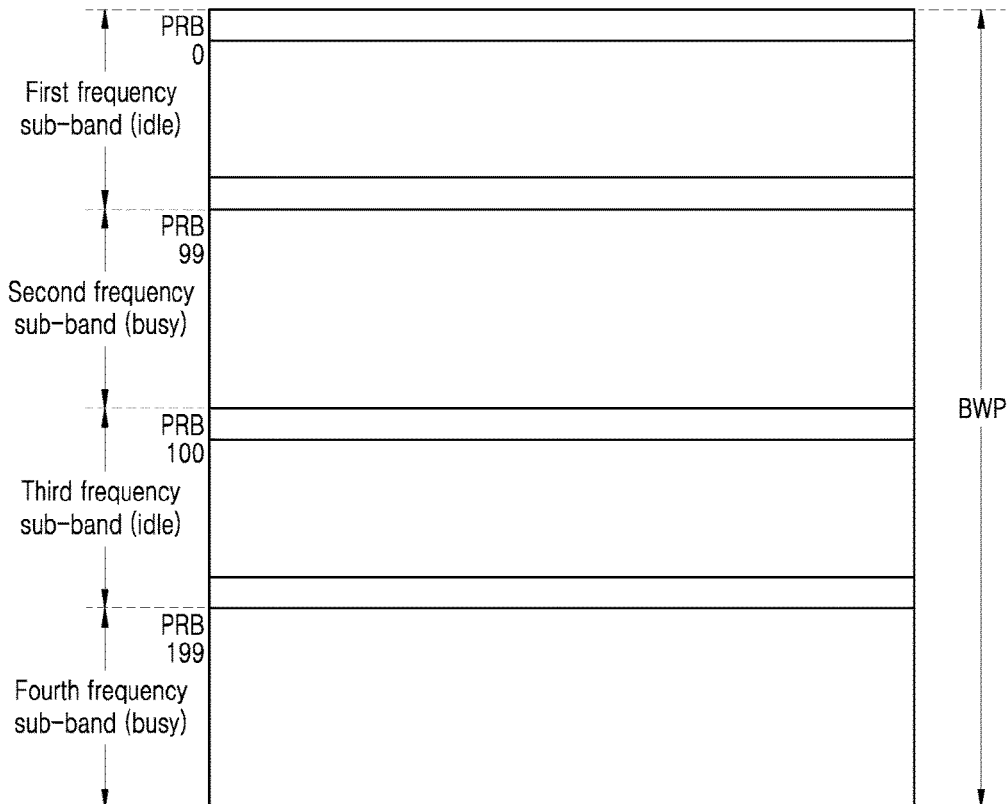 PRB
0
First frequency
sub-band (idle)
PRB
99
Second frequency
sub-band (busy)
BWP
PRB
100
Third frequency
sub-band (idle)
PRB
199
Fourth frequency
sub-band (busy)